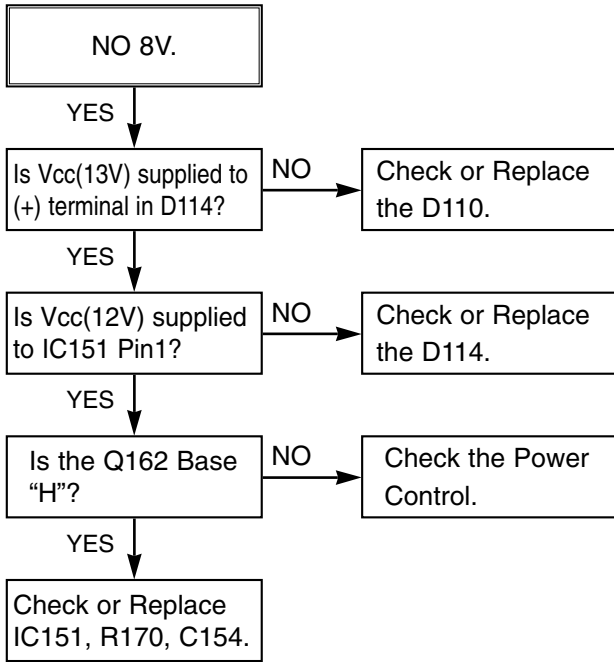 NO 8V.
YES
Is Vcc(13V) supplied to
(+) terminal in D114?
NO
Check or Replace
the D110.
YES
Is Vcc(12V) supplied
to IC151 Pin1?
NO
Check or Replace
the D114.
YES
Is the Q162 Base
“H”?
NO
Check the Power
Control.
YES
Check or Replace
IC151, R170, C154.